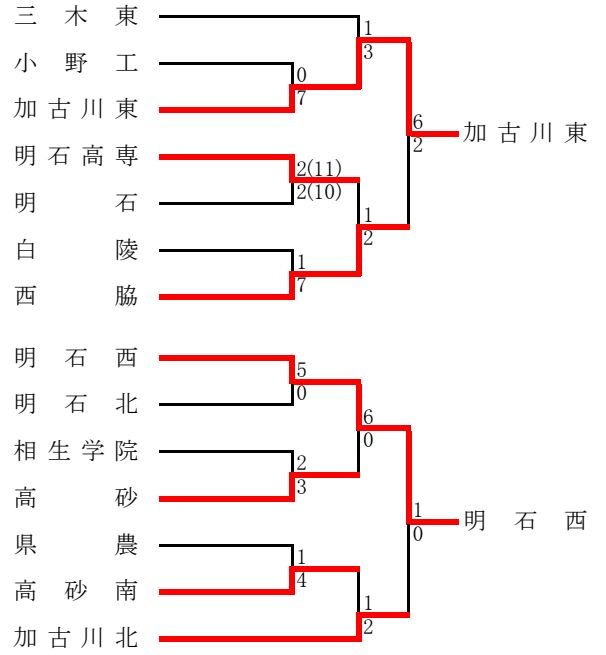 三木東
1
3
小野工
0
7
加古川東
6
2
加古川東
明石高専
2(11)
2(10)
明石
1
2
白陵
1
7
西脇
明石西
5
0
明石北
6
0
相生学院
2
3
高砂
1
0
明石西
県農
1
4
高砂南
1
2
加古川北